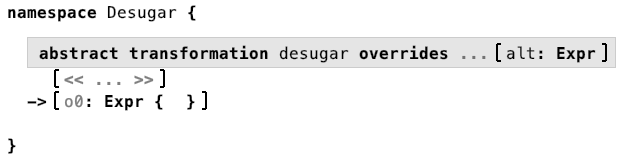 namespace Desugar {
abstract transformation desugar overrides ... [alt: Expr]
[<< ... >>]
-> [o0: Expr { }]
}